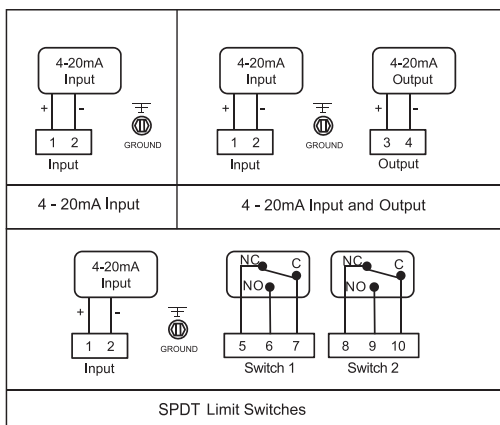 4-20mA
Input
+ -
1 2
Input
GROUND
4-20mA
Input
+ -
1 2
Input
GROUND
4-20mA
Output
+ -
3 4
Output
4 - 20mA Input
4 - 20mA Input and Output
4-20mA
Input
+ -
1 2
Input
GROUND
NC C
NO
5 6 7
Switch 1
NC C
NO
8 9 10
Switch 2
SPDT Limit Switches